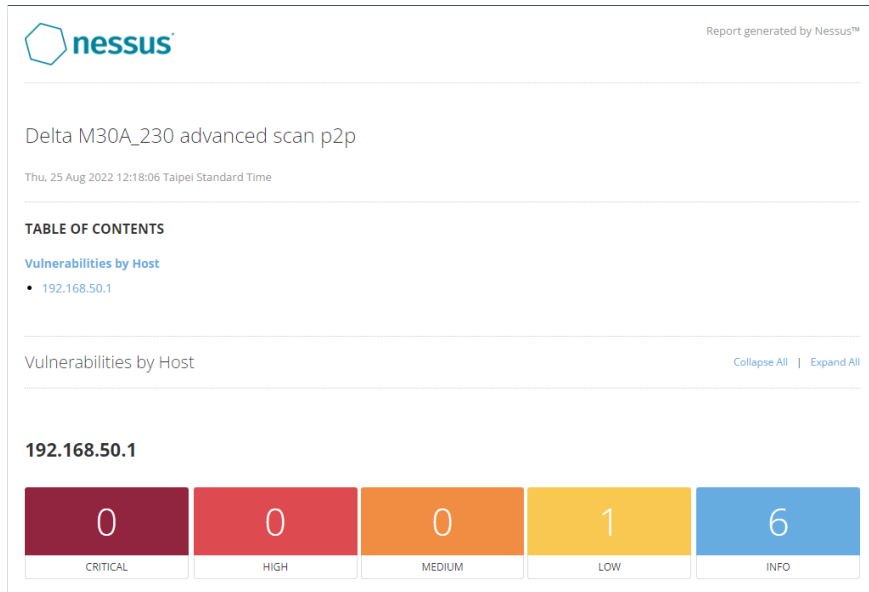 nessus
Report generated by Nessus™
Delta M30A_230 advanced scan p2p
Thu, 25 Aug 2022 12:18:06 Taipei Standard Time
TABLE OF CONTENTS
Vulnerabilities by Host
• 192.168.50.1
Vulnerabilities by Host
Collapse All | Expand All
192.168.50.1
0 0 0 1 6
CRITICAL HIGH MEDIUM LOW INFO